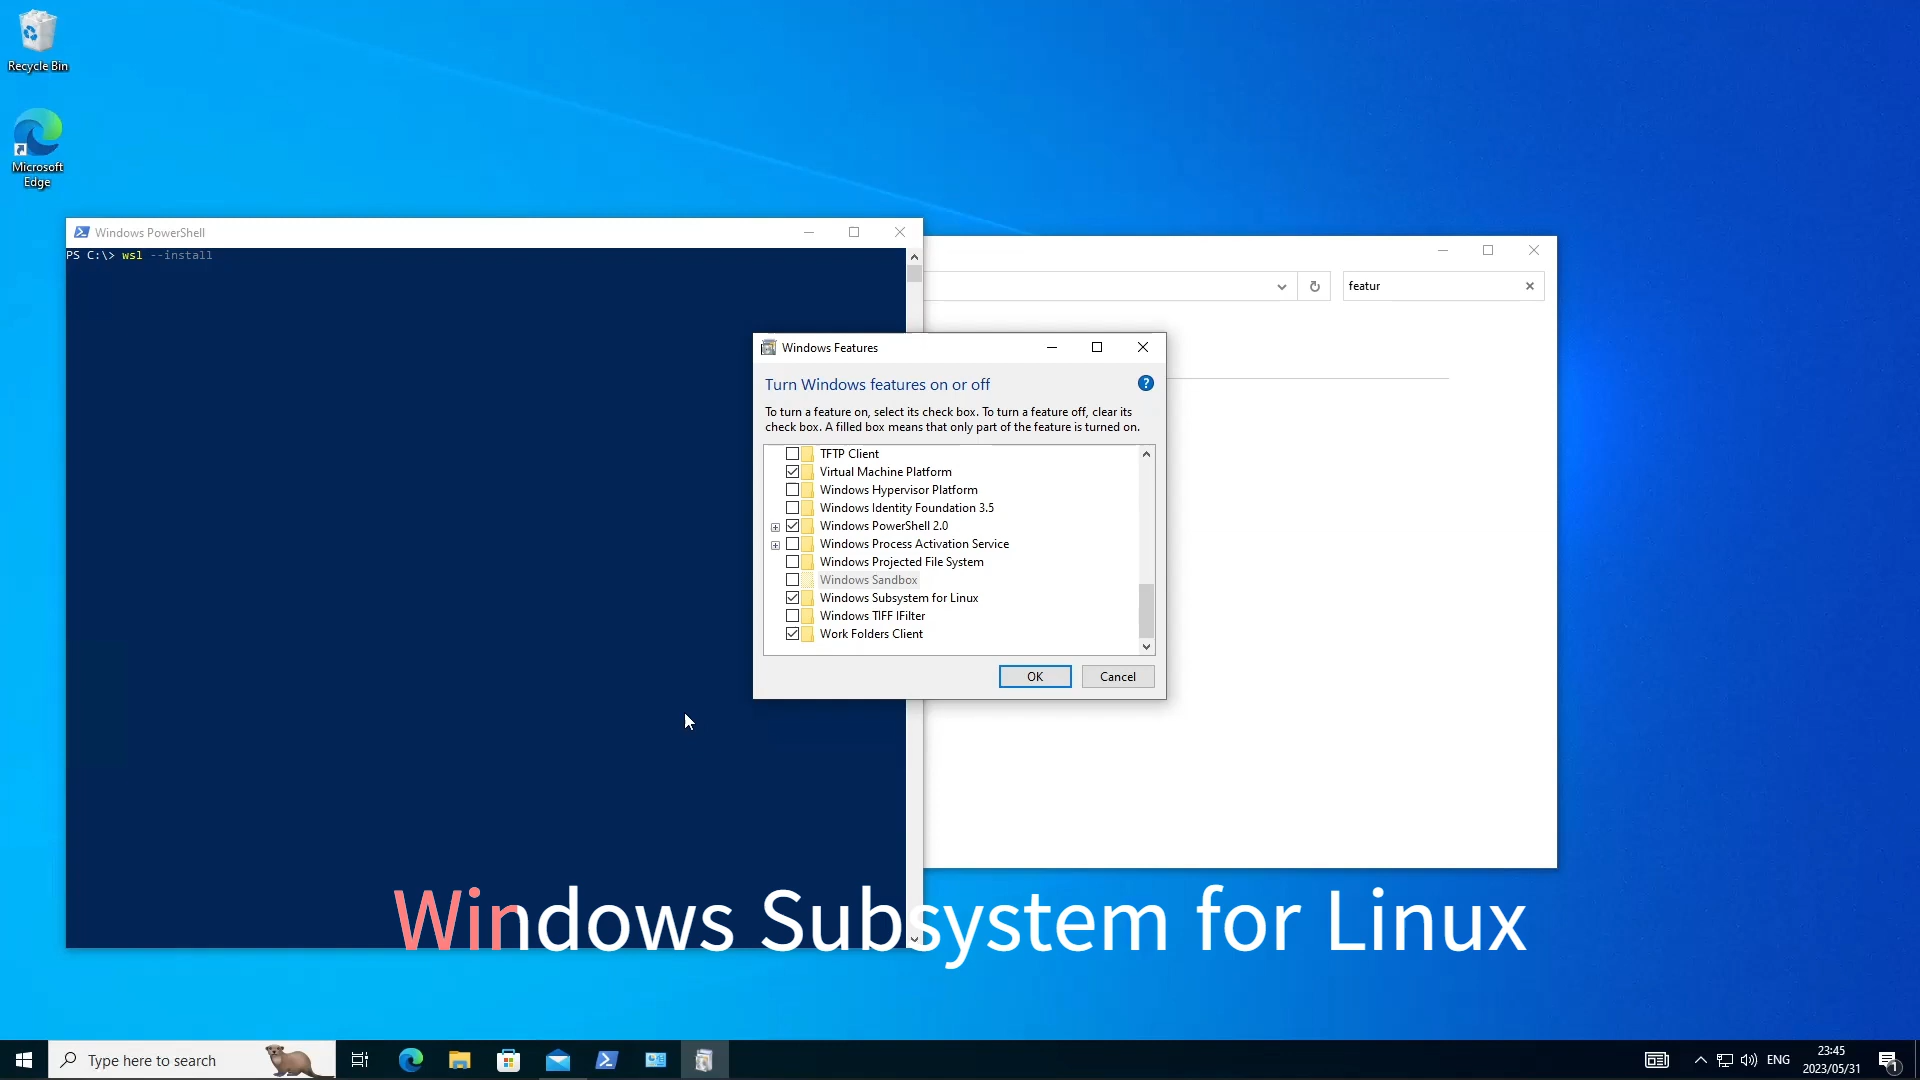 Recycle Bin
Microsoft
Edge
Windows PowerShell
PS C:\> wsl --install
featur
Windows Features
Turn Windows features on or off
To turn a feature on, select its check box. To turn a feature off, clear its
check box. A filled box means that only part of the feature is turned on.
TFTP Client
Virtual Machine Platform
Windows Hypervisor Platform
Windows Identity Foundation 3.5
Windows PowerShell 2.0
Windows Process Activation Service
Windows Projected File System
Windows Sandbox
Windows Subsystem for Linux
Windows TIFF IFilter
Work Folders Client
OK Cancel
Windows Subsystem for Linux
Type here to search
ENG
23:45
2023/05/31
1